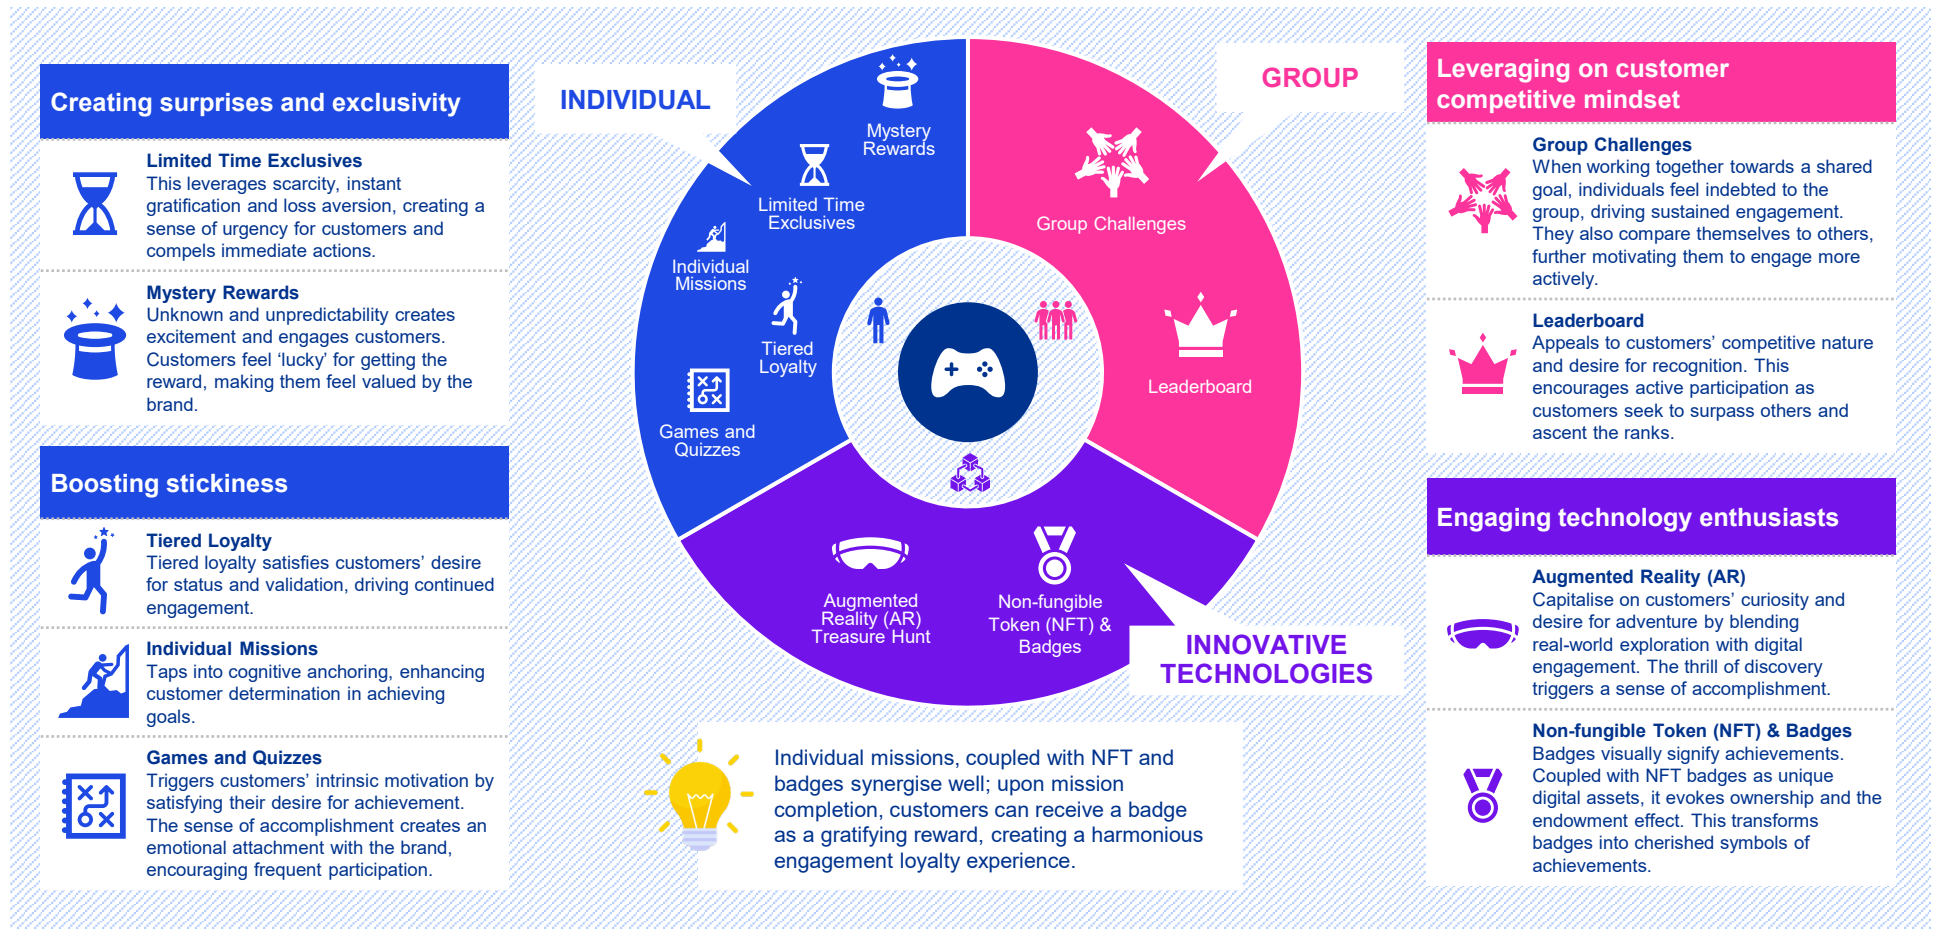 Creating surprises and exclusivity
Limited Time Exclusives
This leverages scarcity, instant
gratification and loss aversion, creating a
sense of urgency for customers and
compels immediate actions.
Mystery Rewards
Unknown and unpredictability creates
excitement and engages customers.
Customers feel ‘lucky’ for getting the
reward, making them feel valued by the
brand.
Boosting stickiness
Tiered Loyalty
Tiered loyalty satisfies customers’ desire
for status and validation, driving continued
engagement.
Individual Missions
Taps into cognitive anchoring, enhancing
customer determination in achieving
goals.
Games and Quizzes
Triggers customers’ intrinsic motivation by
satisfying their desire for achievement.
The sense of accomplishment creates an
emotional attachment with the brand,
encouraging frequent participation.
INDIVIDUAL
Mystery
Rewards
Limited Time
Exclusives
Individual
Missions
Tiered
Loyalty
Games and
Quizzes
GROUP
Group Challenges
Leaderboard
Augmented
Reality (AR)
Treasure Hunt
Non-fungible
Token (NFT) &
Badges
INNOVATIVE
TECHNOLOGIES
Individual missions, coupled with NFT and
badges synergise well; upon mission
completion, customers can receive a badge
as a gratifying reward, creating a harmonious
engagement loyalty experience.
Leveraging on customer
competitive mindset
Group Challenges
When working together towards a shared
goal, individuals feel indebted to the
group, driving sustained engagement.
They also compare themselves to others,
further motivating them to engage more
actively.
Leaderboard
Appeals to customers’ competitive nature
and desire for recognition. This
encourages active participation as
customers seek to surpass others and
ascent the ranks.
Engaging technology enthusiasts
Augmented Reality (AR)
Capitalise on customers’ curiosity and
desire for adventure by blending
real-world exploration with digital
engagement. The thrill of discovery
triggers a sense of accomplishment.
Non-fungible Token (NFT) & Badges
Badges visually signify achievements.
Coupled with NFT badges as unique
digital assets, it evokes ownership and the
endowment effect. This transforms
badges into cherished symbols of
achievements.